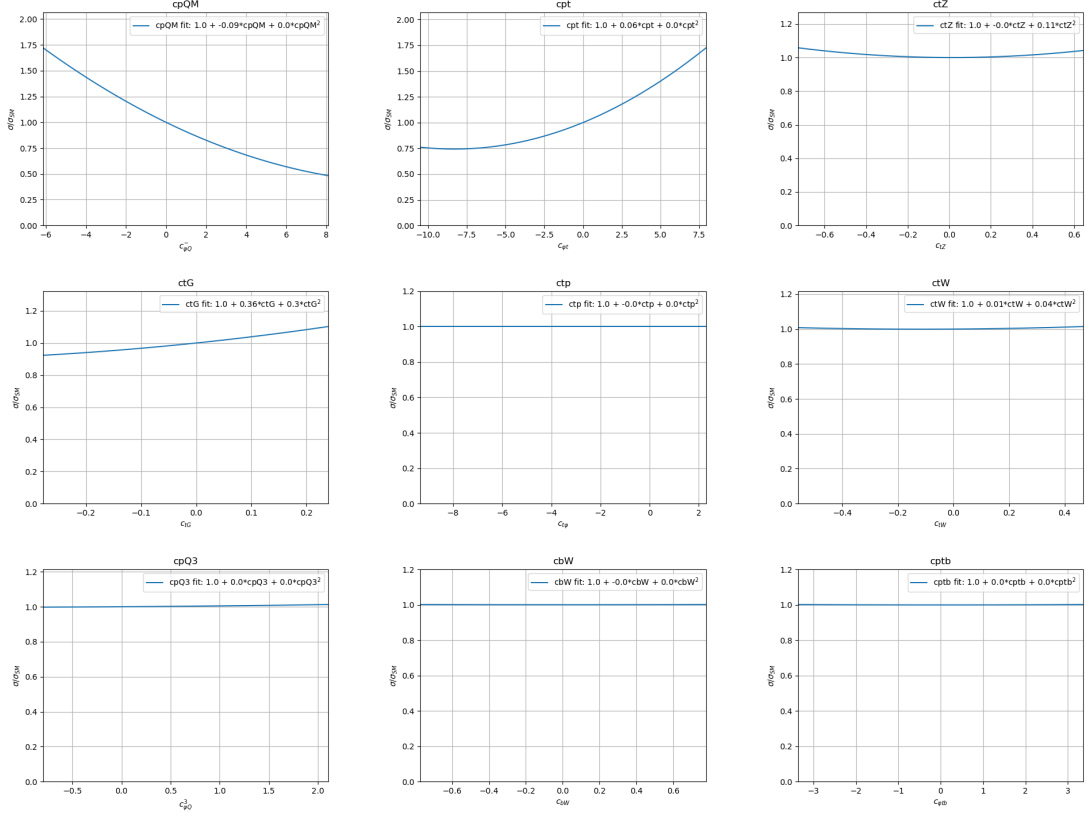 cpQM
cpQM fit: 1.0 + -0.09*cpQM + 0.0*cpQM²
2.00
1.75
1.50
1.25
1.00
0.75
0.50
0.25
0.00
σ/σSM
−6 −4 −2 0 2 4 6 8
c⁻φQ
cpt
cpt fit: 1.0 + 0.06*cpt + 0.0*cpt²
2.00
1.75
1.50
1.25
1.00
0.75
0.50
0.25
0.00
σ/σSM
−10.0 −7.5 −5.0 −2.5 0.0 2.5 5.0 7.5
cφt
ctZ
ctZ fit: 1.0 + -0.0*ctZ + 0.11*ctZ²
1.2
1.0
0.8
0.6
0.4
0.2
0.0
σ/σSM
−0.6 −0.4 −0.2 0.0 0.2 0.4 0.6
ctZ
ctG
ctG fit: 1.0 + 0.36*ctG + 0.3*ctG²
1.2
1.0
0.8
0.6
0.4
0.2
0.0
σ/σSM
−0.2 −0.1 0.0 0.1 0.2
ctG
ctp
ctp fit: 1.0 + -0.0*ctp + 0.0*ctp²
1.2
1.0
0.8
0.6
0.4
0.2
0.0
σ/σSM
−8 −6 −4 −2 0 2
ctφ
ctW
ctW fit: 1.0 + 0.01*ctW + 0.04*ctW²
1.2
1.0
0.8
0.6
0.4
0.2
0.0
σ/σSM
−0.4 −0.2 0.0 0.2 0.4
ctW
cpQ3
cpQ3 fit: 1.0 + 0.0*cpQ3 + 0.0*cpQ3²
1.2
1.0
0.8
0.6
0.4
0.2
0.0
σ/σSM
−0.5 0.0 0.5 1.0 1.5 2.0
c³φQ
cbW
cbW fit: 1.0 + -0.0*cbW + 0.0*cbW²
1.2
1.0
0.8
0.6
0.4
0.2
0.0
σ/σSM
−0.6 −0.4 −0.2 0.0 0.2 0.4 0.6
cbW
cptb
cptb fit: 1.0 + 0.0*cptb + 0.0*cptb²
1.2
1.0
0.8
0.6
0.4
0.2
0.0
σ/σSM
−3 −2 −1 0 1 2 3
cφtb